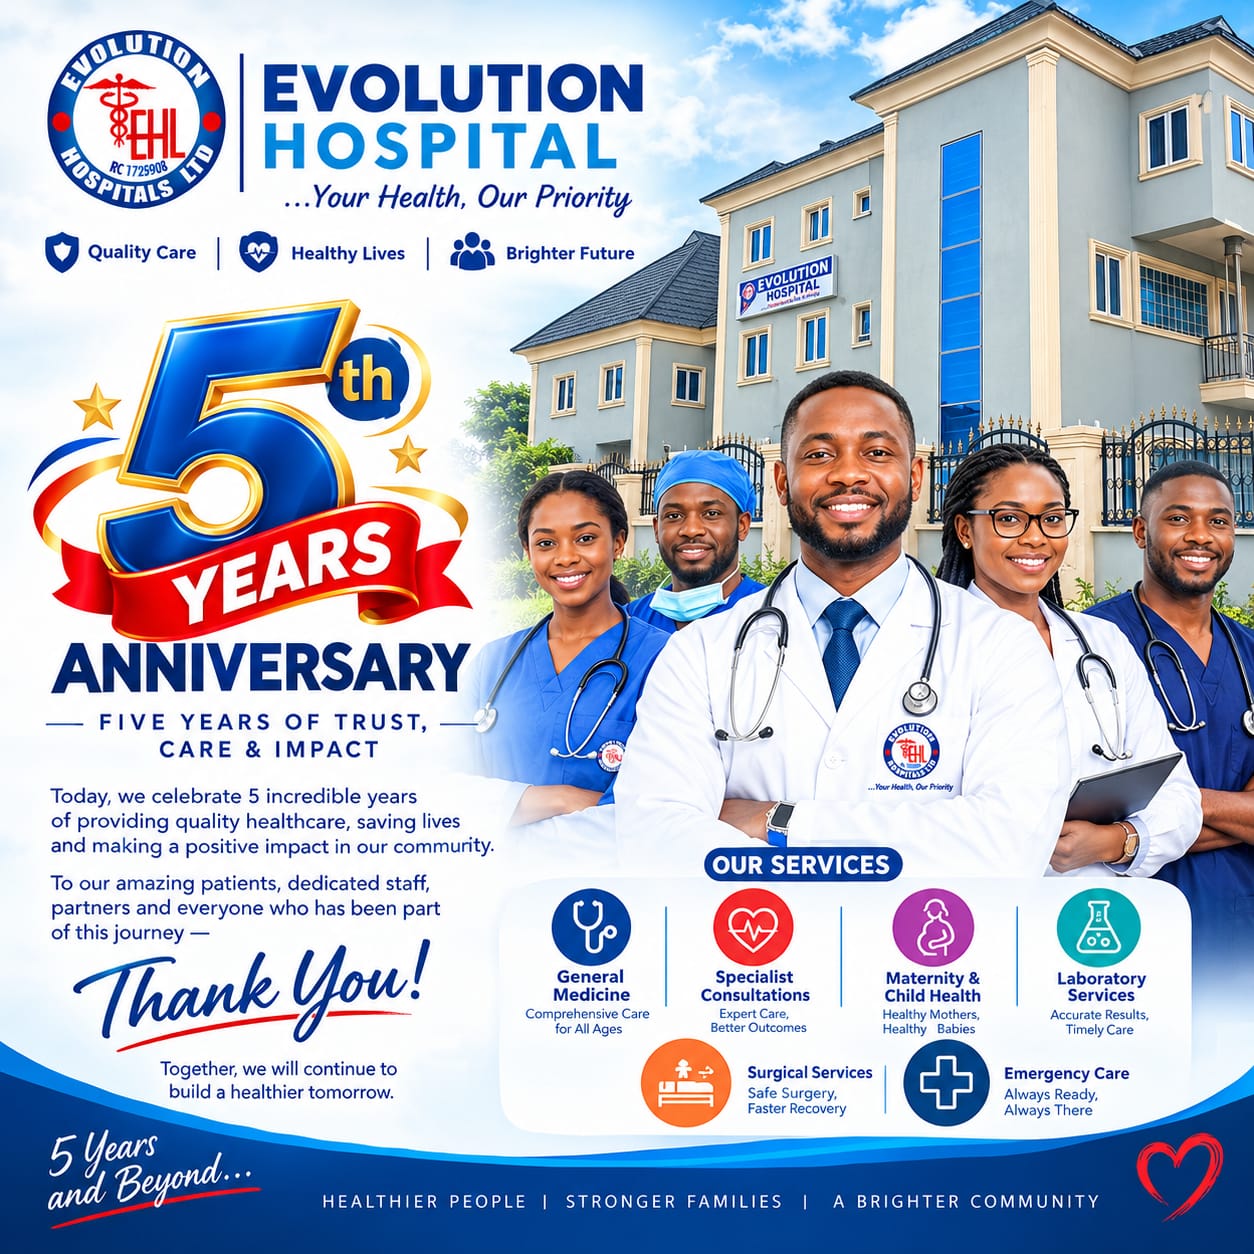 EVOLUTION
HOSPITALS LTD
EHL
RC 1725908
EVOLUTION
HOSPITAL
...Your Health, Our Priority
Quality Care
Healthy Lives
Brighter Future
EVOLUTION
HOSPITAL
5th
YEARS
ANNIVERSARY
FIVE YEARS OF TRUST,
CARE & IMPACT
Today, we celebrate 5 incredible years
of providing quality healthcare, saving lives
and making a positive impact in our community.
To our amazing patients, dedicated staff,
partners and everyone who has been part
of this journey —
Thank You!
Together, we will continue to
build a healthier tomorrow.
EVOLUTION
EHL
HOSPITALS LTD
...Your Health, Our Priority
OUR SERVICES
General
Medicine
Comprehensive Care
for All Ages
Specialist
Consultations
Expert Care,
Better Outcomes
Maternity &
Child Health
Healthy Mothers,
Healthy Babies
Laboratory
Services
Accurate Results,
Timely Care
Surgical Services
Safe Surgery,
Faster Recovery
Emergency Care
Always Ready,
Always There
5 Years
and Beyond...
HEALTHIER PEOPLE | STRONGER FAMILIES | A BRIGHTER COMMUNITY